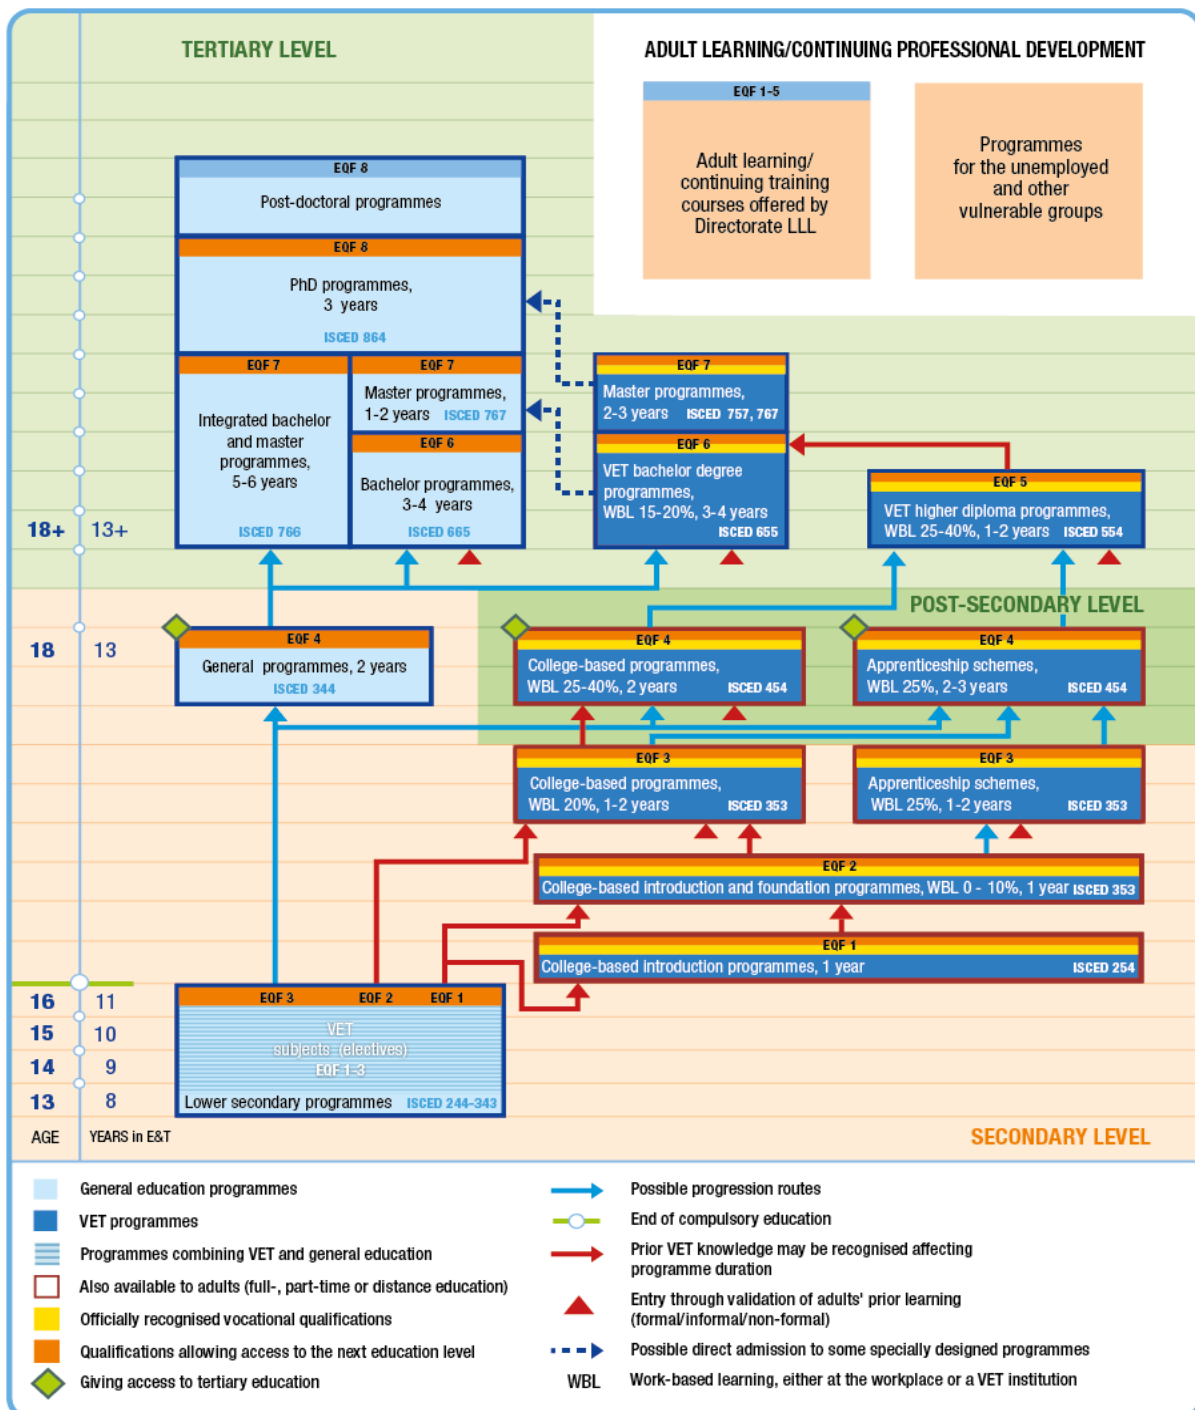 TERTIARY LEVEL
ADULT LEARNING/CONTINUING PROFESSIONAL DEVELOPMENT
EQF 1-5
Adult learning/
continuing training
courses offered by
Directorate LLL
Programmes
for the unemployed
and other
vulnerable groups
EQF 8
Post-doctoral programmes
EQF 8
PhD programmes,
3 years
ISCED 864
EQF 7
Integrated bachelor
and master
programmes,
5-6 years
ISCED 766
EQF 7
Master programmes,
1-2 years ISCED 767
EQF 6
Bachelor programmes,
3-4 years
ISCED 665
EQF 7
Master programmes,
2-3 years ISCED 757, 767
EQF 6
VET bachelor degree
programmes,
WBL 15-20%, 3-4 years
ISCED 655
EQF 5
VET higher diploma programmes,
WBL 25-40%, 1-2 years ISCED 554
18+ 13+
POST-SECONDARY LEVEL
18 13
EQF 4
General programmes, 2 years
ISCED 344
EQF 4
College-based programmes,
WBL 25-40%, 2 years ISCED 454
EQF 4
Apprenticeship schemes,
WBL 25%, 2-3 years ISCED 454
EQF 3
College-based programmes,
WBL 20%, 1-2 years ISCED 353
EQF 3
Apprenticeship schemes,
WBL 25%, 1-2 years ISCED 353
EQF 2
College-based introduction and foundation programmes, WBL 0 - 10%, 1 year ISCED 353
EQF 1
College-based introduction programmes, 1 year ISCED 254
16 11
15 10
14 9
13 8
AGE YEARS in E&T
EQF 3 EQF 2 EQF 1
VET
subjects (electives)
EQF 1-3
Lower secondary programmes ISCED 244-343
SECONDARY LEVEL
General education programmes
VET programmes
Programmes combining VET and general education
Also available to adults (full-, part-time or distance education)
Officially recognised vocational qualifications
Qualifications allowing access to the next education level
Giving access to tertiary education
Possible progression routes
End of compulsory education
Prior VET knowledge may be recognised affecting
programme duration
Entry through validation of adults' prior learning
(formal/informal/non-formal)
Possible direct admission to some specially designed programmes
WBL Work-based learning, either at the workplace or a VET institution